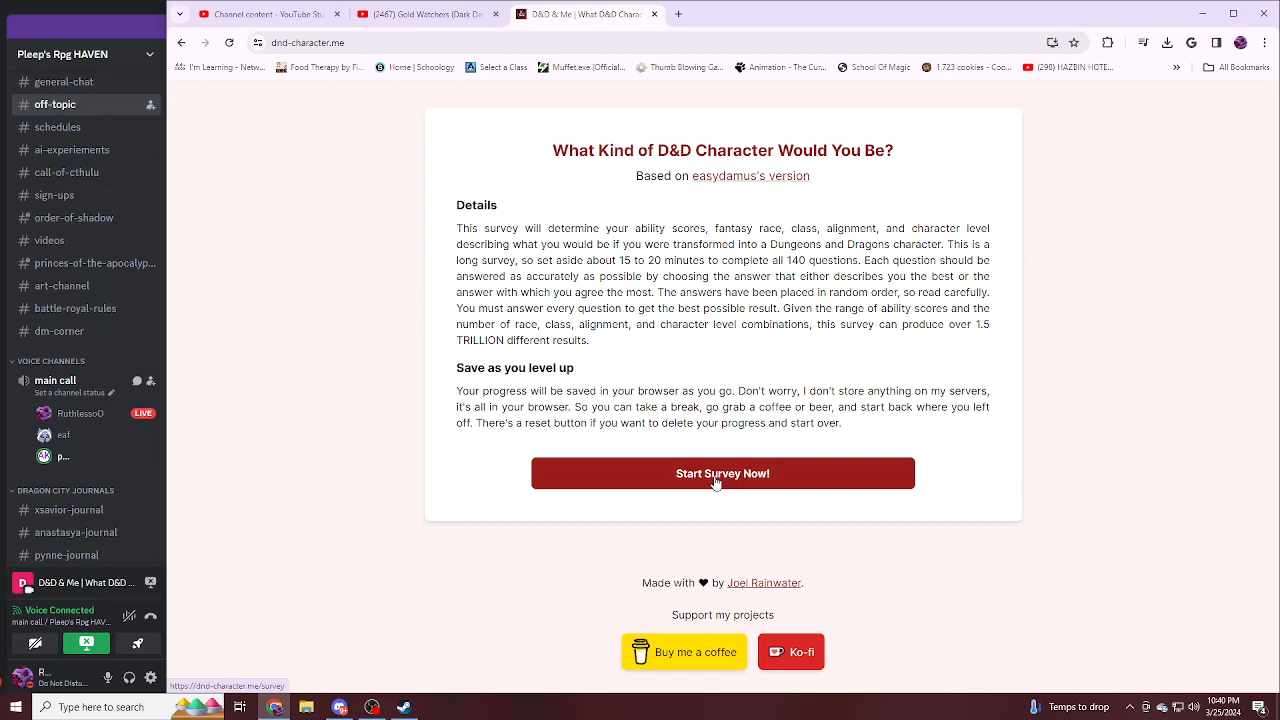 Pleep's Rpg HAVEN
general-chat
off-topic
schedules
ai-experiements
call-of-cthulu
sign-ups
order-of-shadow
videos
princes-of-the-apocalyp...
art-channel
battle-royal-rules
dm-corner
VOICE CHANNELS
main call
Set a channel status
RuthlessoO
LIVE
eaf
AK
p...
DRAGON CITY JOURNALS
xsavior-journal
anastasya-journal
pynne-journal
D
D&D & Me | What D&D ...
Voice Connected
main call / Pleep's Rpg HAV...
R...
Do Not Distu...
Channel content - YouTube Stu
(2467) Gold Watchers (Dark De
D&D & Me | What D&D Charac
dnd-character.me
I'm Learning - Netw...
Food Therapy by Fi...
Home | Schoology
Select a Class
Muffet.exe (Official...
Thumb Blowing Ga...
Animation - The Cur...
School Of Magic
1,723 cookies - Coo...
(298) HAZBIN HOTE...
All Bookmarks
What Kind of D&D Character Would You Be?
Based on easydamus's version
Details
This survey will determine your ability scores, fantasy race, class, alignment, and character level
describing what you would be if you were transformed into a Dungeons and Dragons character. This is a
long survey, so set aside about 15 to 20 minutes to complete all 140 questions. Each question should be
answered as accurately as possible by choosing the answer that either describes you the best or the
answer with which you agree the most. The answers have been placed in random order, so read carefully.
You must answer every question to get the best possible result. Given the range of ability scores and the
number of race, class, alignment, and character level combinations, this survey can produce over 1.5
TRILLION different results.
Save as you level up
Your progress will be saved in your browser as you go. Don't worry, I don't store anything on my servers,
it's all in your browser. So you can take a break, go grab a coffee or beer, and start back where you left
off. There's a reset button if you want to delete your progress and start over.
Start Survey Now!
Made with ♥ by Joel Rainwater.
Support my projects
Buy me a coffee
Ko-fi
https://dnd-character.me/survey
Type here to search
Temps to drop
10:40 PM
3/25/2024